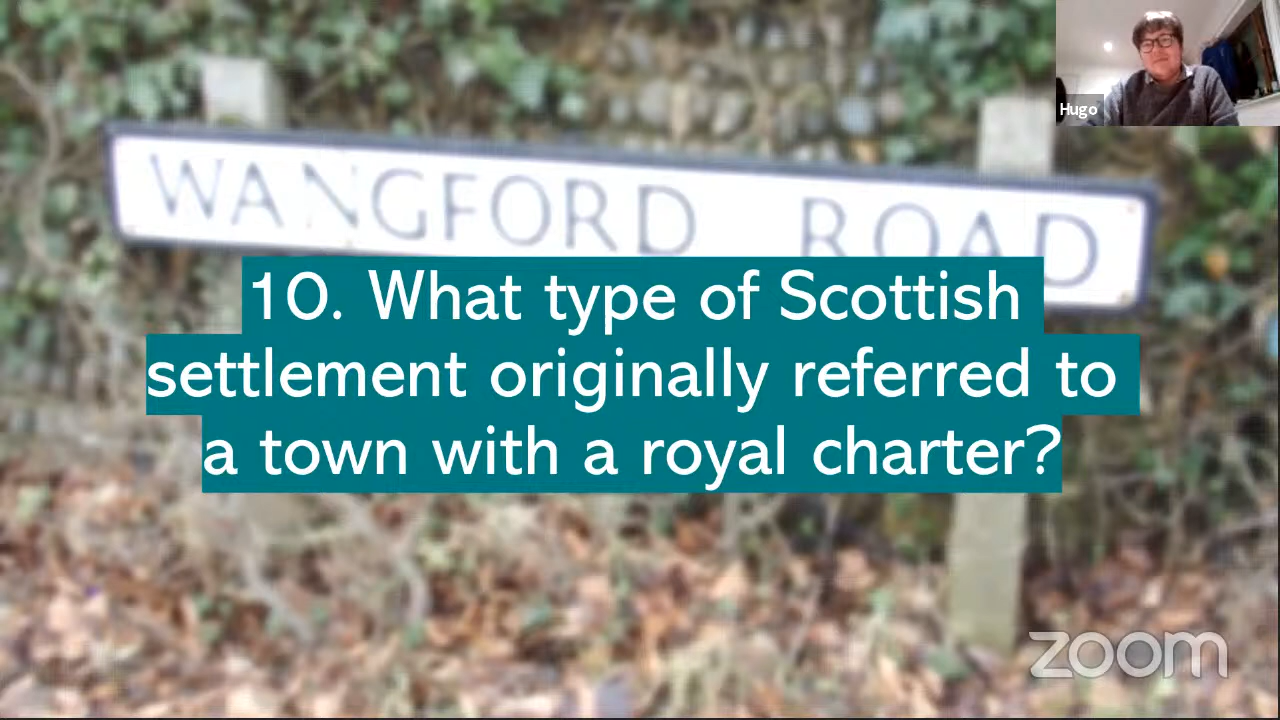 Hugo
WANGFORD ROAD
10. What type of Scottish
settlement originally referred to
a town with a royal charter?
zoom